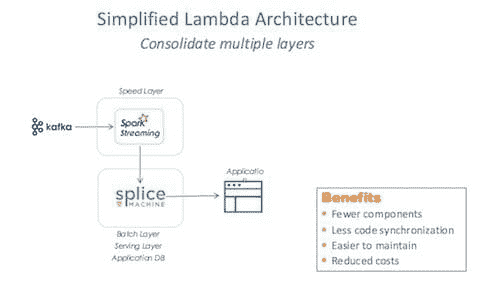 Simplified Lambda Architecture
Consolidate multiple layers
Speed Layer
kafka
Spark
Streaming
splice
MACHINE
Applicatio
n
Batch Layer
Serving Layer
Application DB
Benefits
• Fewer components
• Less code synchronization
• Easier to maintain
• Reduced costs